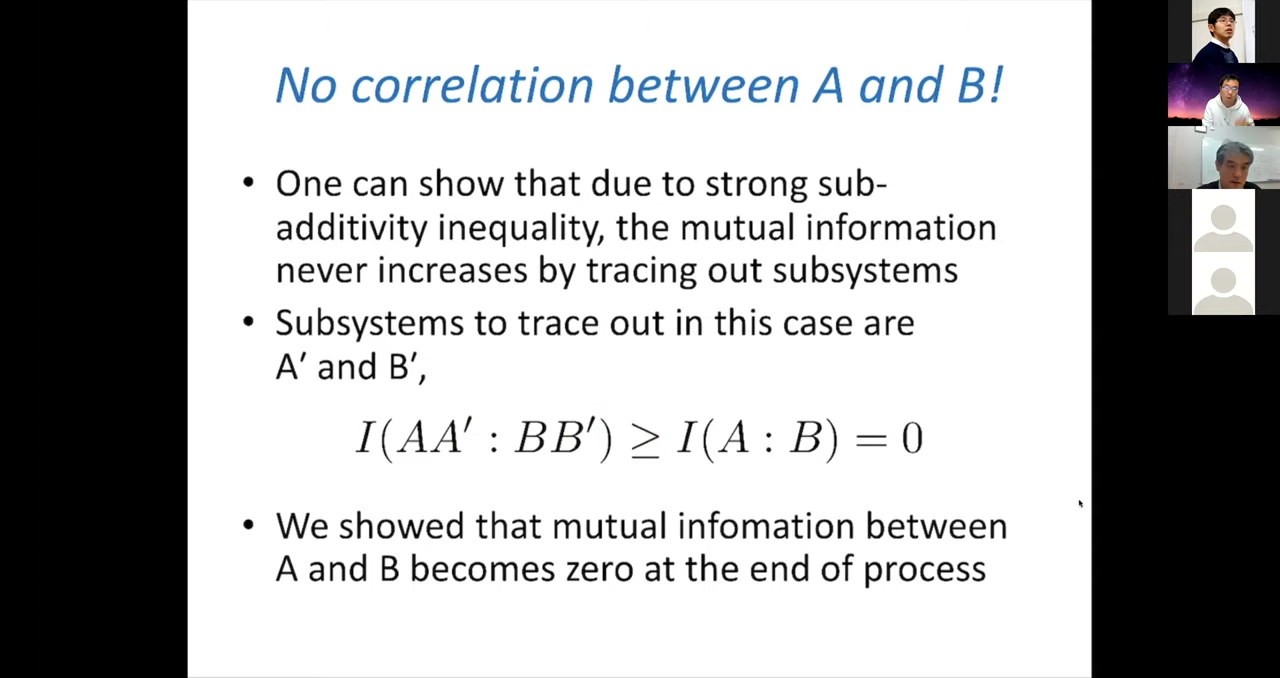 No correlation between A and B!
• One can show that due to strong sub-
additivity inequality, the mutual information
never increases by tracing out subsystems
• Subsystems to trace out in this case are
A′ and B′,
I(AA′ : BB′) ≥ I(A : B) = 0
• We showed that mutual infomation between
A and B becomes zero at the end of process